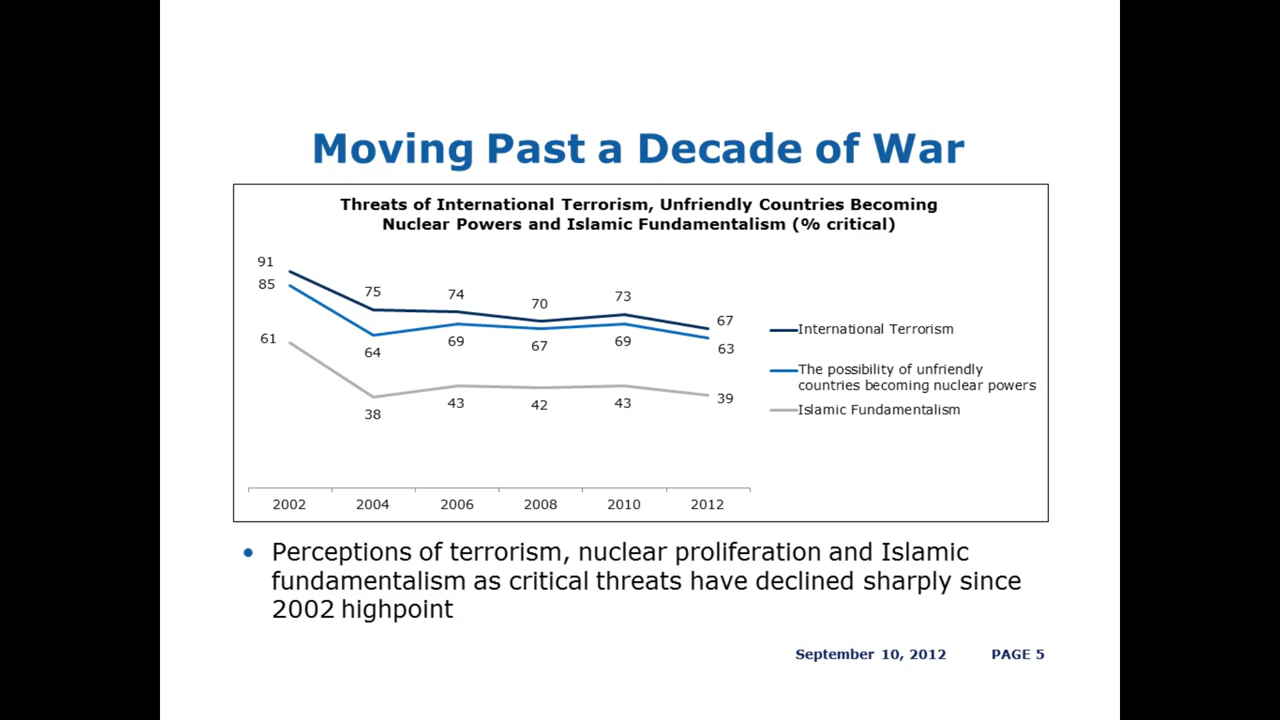 Moving Past a Decade of War
Threats of International Terrorism, Unfriendly Countries Becoming
Nuclear Powers and Islamic Fundamentalism (% critical)
91
85
61
75
64
38
74
69
43
70
67
42
73
69
43
67
63
39
International Terrorism
The possibility of unfriendly
countries becoming nuclear powers
Islamic Fundamentalism
2002 2004 2006 2008 2010 2012
• Perceptions of terrorism, nuclear proliferation and Islamic
fundamentalism as critical threats have declined sharply since
2002 highpoint
September 10, 2012 PAGE 5